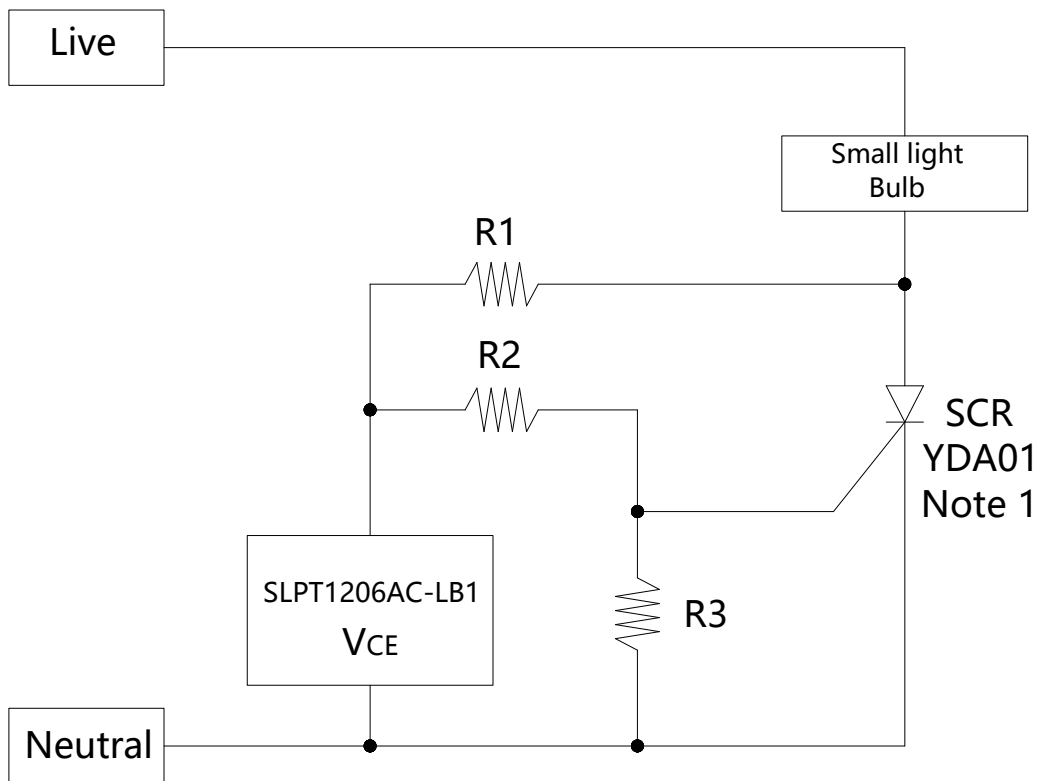 Live
Small light
Bulb
R1
R2
SCR
YDA01
Note 1
SLPT1206AC-LB1
VCE
R3
Neutral